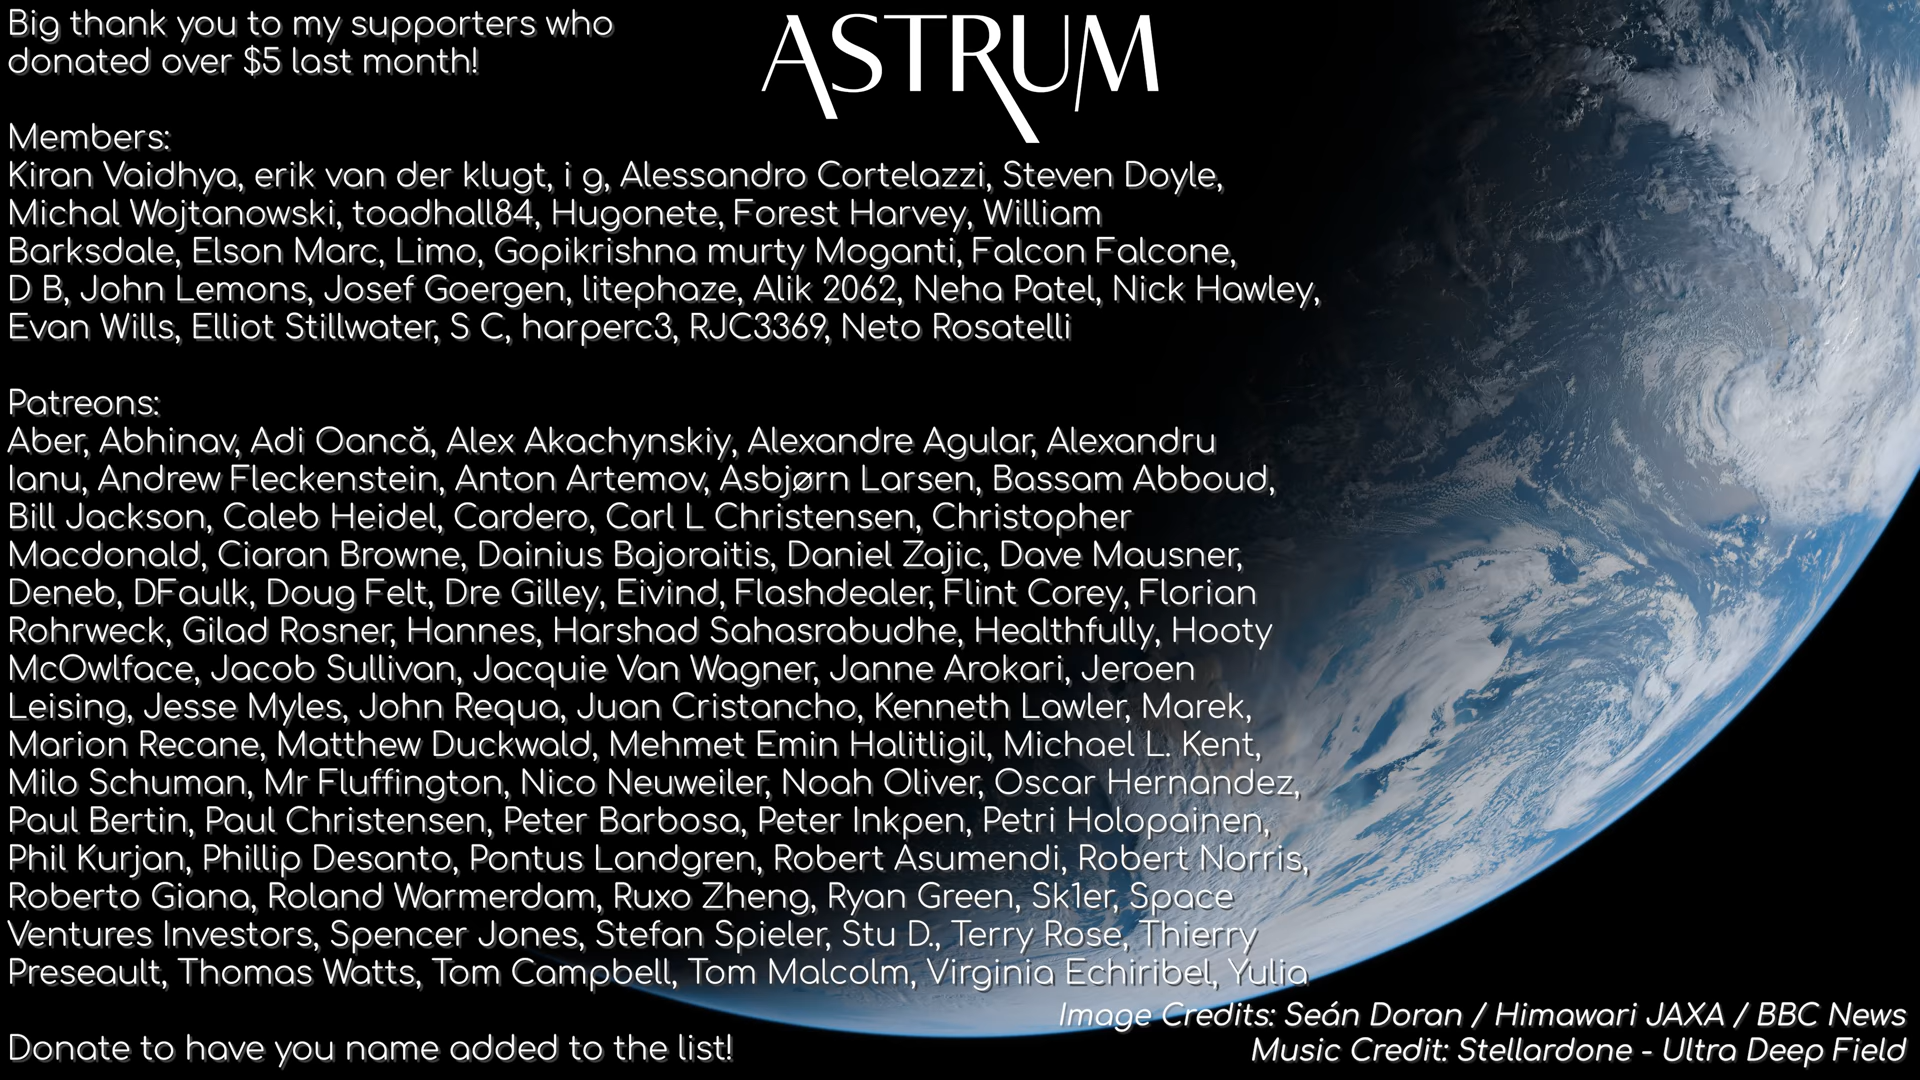 Big thank you to my supporters who
donated over $5 last month!
ASTRUM
Members:
Kiran Vaidhya, erik van der klugt, i g, Alessandro Cortelazzi, Steven Doyle,
Michal Wojtanowski, toadhall84, Hugonete, Forest Harvey, William
Barksdale, Elson Marc, Limo, Gopikrishna murty Moganti, Falcon Falcone,
D B, John Lemons, Josef Goergen, litephaze, Alik 2062, Neha Patel, Nick Hawley,
Evan Wills, Elliot Stillwater, S C, harperc3, RJC3369, Neto Rosatelli
Patreons:
Aber, Abhinav, Adi Oancă, Alex Akachynskiy, Alexandre Agular, Alexandru
Ianu, Andrew Fleckenstein, Anton Artemov, Asbjørn Larsen, Bassam Abboud,
Bill Jackson, Caleb Heidel, Cardero, Carl L Christensen, Christopher
Macdonald, Ciaran Browne, Dainius Bajoraitis, Daniel Zajic, Dave Mausner,
Deneb, DFaulk, Doug Felt, Dre Gilley, Eivind, Flashdealer, Flint Corey, Florian
Rohrweck, Gilad Rosner, Hannes, Harshad Sahasrabudhe, Healthfully, Hooty
McOwlface, Jacob Sullivan, Jacquie Van Wagner, Janne Arokari, Jeroen
Leising, Jesse Myles, John Requa, Juan Cristancho, Kenneth Lawler, Marek,
Marion Recane, Matthew Duckwald, Mehmet Emin Halitligil, Michael L. Kent,
Milo Schuman, Mr Fluffington, Nico Neuweiler, Noah Oliver, Oscar Hernandez,
Paul Bertin, Paul Christensen, Peter Barbosa, Peter Inkpen, Petri Holopainen,
Phil Kurjan, Phillip Desanto, Pontus Landgren, Robert Asumendi, Robert Norris,
Roberto Giana, Roland Warmerdam, Ruxo Zheng, Ryan Green, Sk1er, Space
Ventures Investors, Spencer Jones, Stefan Spieler, Stu D., Terry Rose, Thierry
Preseault, Thomas Watts, Tom Campbell, Tom Malcolm, Virginia Echiribel, Yulia
Image Credits: Seán Doran / Himawari JAXA / BBC News
Donate to have you name added to the list!
Music Credit: Stellardone - Ultra Deep Field